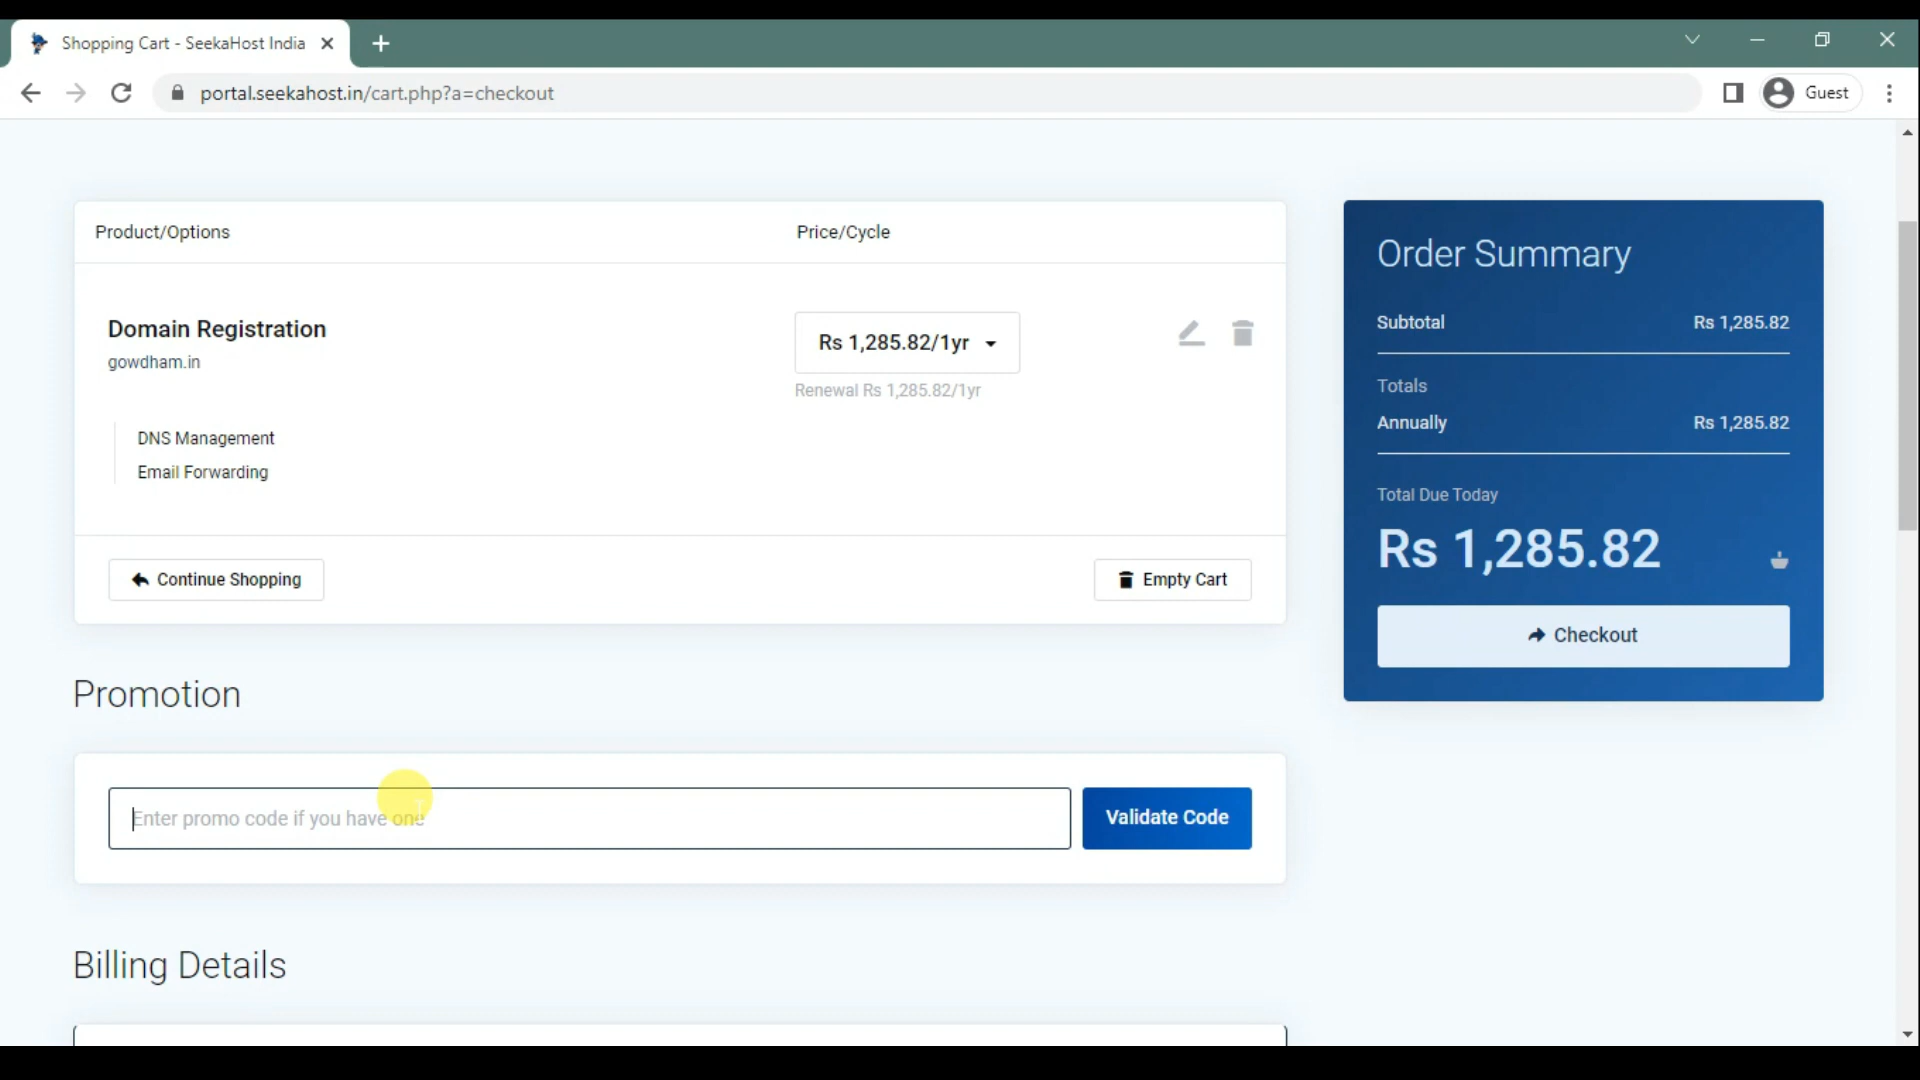 Shopping Cart - SeekaHost India
portal.seekahost.in/cart.php?a=checkout
Guest
Product/Options
Price/Cycle
Domain Registration
gowdham.in
Rs 1,285.82/1yr
Renewal Rs 1,285.82/1yr
DNS Management
Email Forwarding
Continue Shopping
Empty Cart
Order Summary
Subtotal Rs 1,285.82
Totals
Annually Rs 1,285.82
Total Due Today
Rs 1,285.82
Checkout
Promotion
Enter promo code if you have one
Validate Code
Billing Details